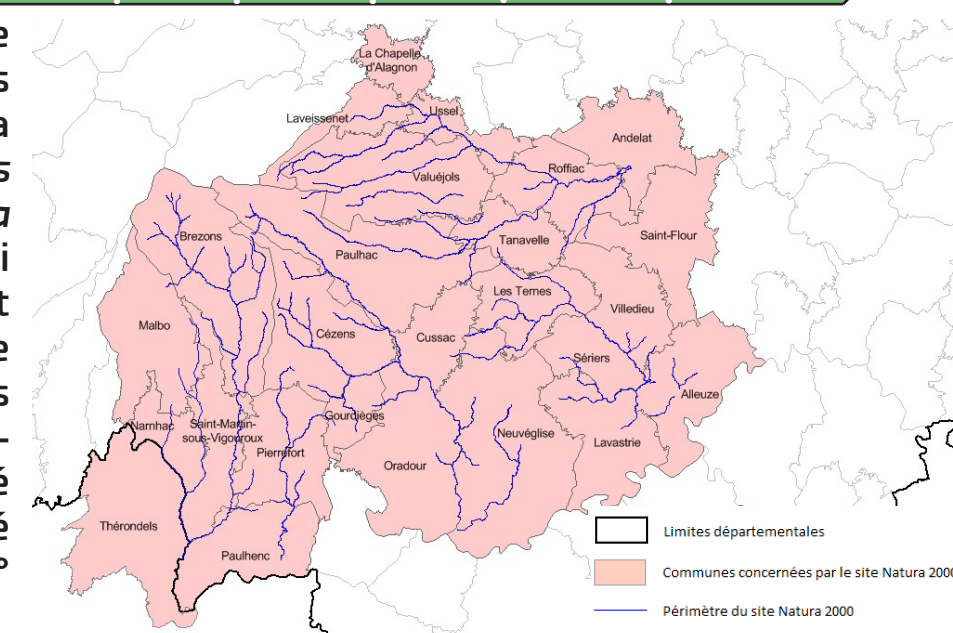 La Chapelle
d'Alagnon
Laveissenet
Ussel
Andelat
Roffiac
Valuéjols
Brezons
Saint-Flour
Tanavelle
Paulhac
Les Ternes
Villedieu
Malbo
Cézens
Cussac
Sériers
Alleuze
Gourdièges
Narnhac
Saint-Martin-
sous-Vigouroux
Neuvéglise
Lavastrie
Pierrefort
Oradour
Thérondels
Paulhenc
Limites départementales
Communes concernées par le site Natura 2000
Périmètre du site Natura 2000